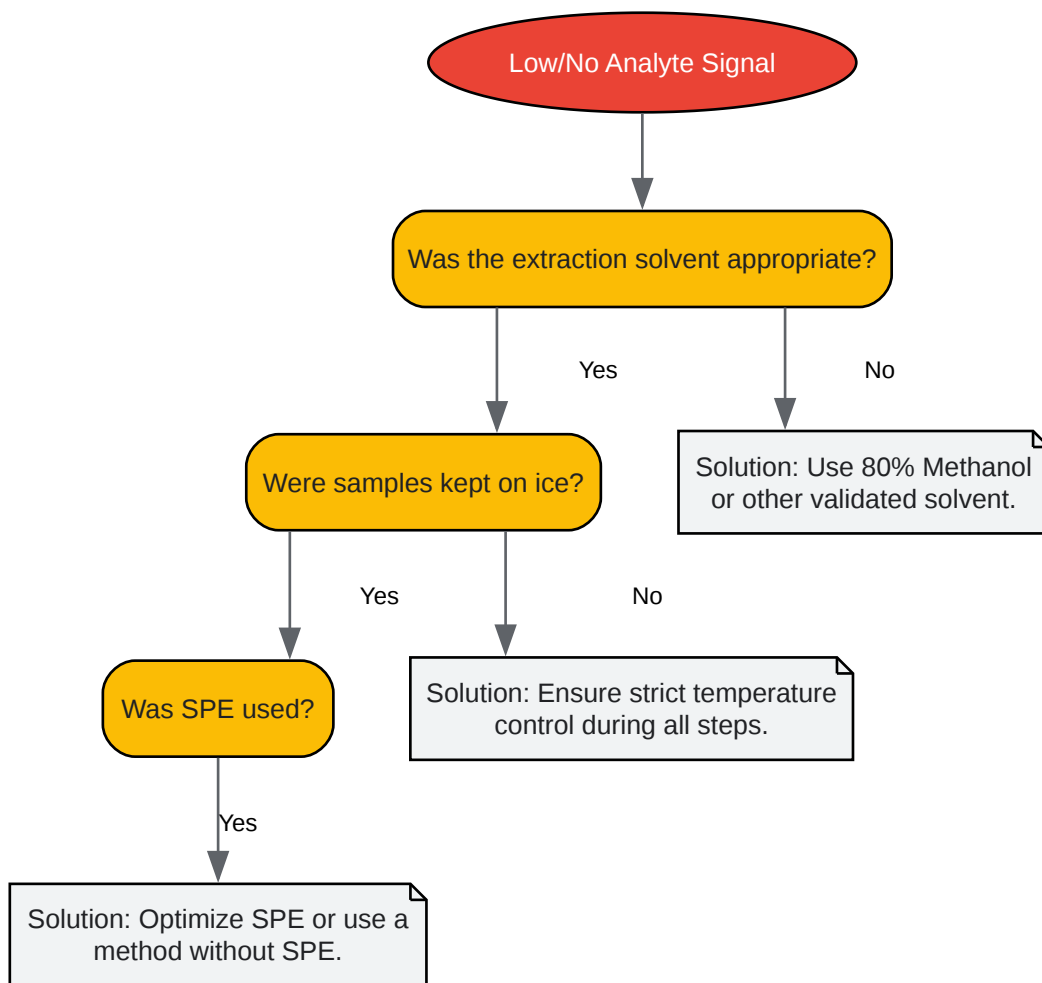 Low/No Analyte Signal
Was the extraction solvent appropriate?
Yes
No
Were samples kept on ice?
Solution: Use 80% Methanol
or other validated solvent.
Yes
No
Was SPE used?
Solution: Ensure strict temperature
control during all steps.
Yes
Solution: Optimize SPE or use a
method without SPE.